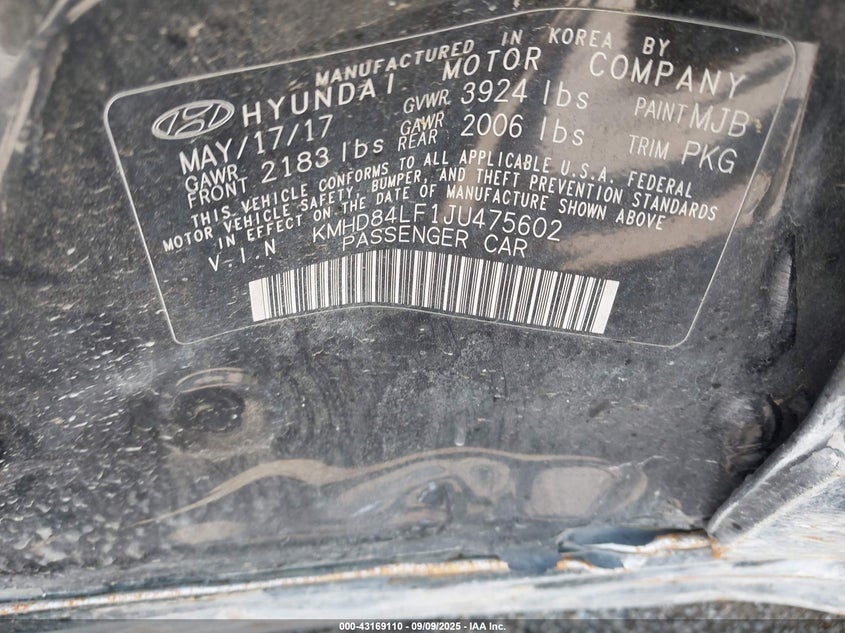 MANUFACTURED IN KOREA BY
HYUNDAI MOTOR COMPANY
MAY/17/17 GVWR 3924 lbs PAINT MJB
GAWR FRONT 2183 lbs GAWR REAR 2006 lbs TRIM PKG
THIS VEHICLE CONFORMS TO ALL APPLICABLE U.S.A. FEDERAL
MOTOR VEHICLE SAFETY, BUMPER, AND THEFT PREVENTION STANDARDS
IN EFFECT ON THE DATE OF MANUFACTURE SHOWN ABOVE
V-I.N KMHD84LF1JU475602
PASSENGER CAR
000-43169110 - 09/09/2025 - IAA Inc.